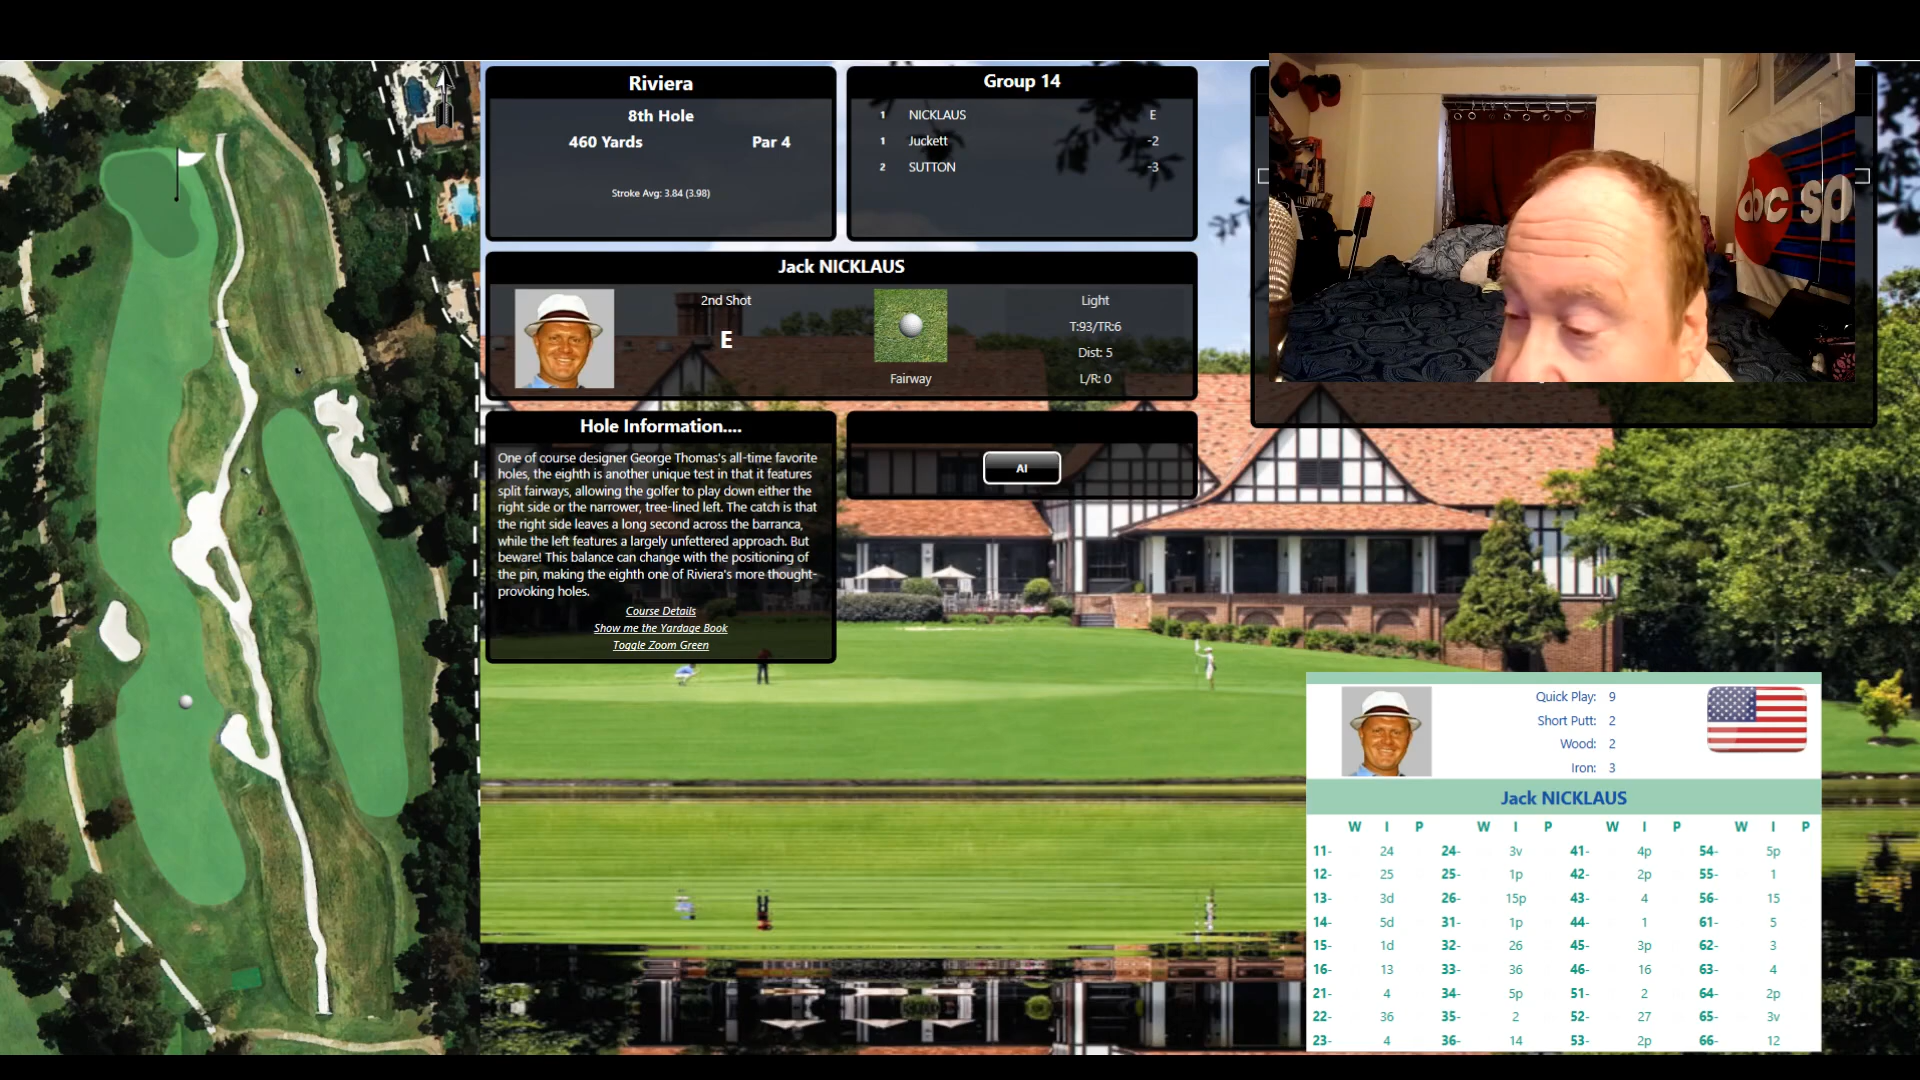 Riviera
8th Hole
460 Yards Par 4
Stroke Avg: 3.84 (3.98)
Group 14
1 NICKLAUS E
1 Juckett -2
2 SUTTON -3
abc sp
Jack NICKLAUS
2nd Shot
E
Fairway
Light
T:93/TR:6
Dist: 5
L/R: 0
Hole Information....
One of course designer George Thomas's all-time favorite
holes, the eighth is another unique test in that it features
split fairways, allowing the golfer to play down either the
right side or the narrower, tree-lined left. The catch is that
the right side leaves a long second across the barranca,
while the left features a largely unfettered approach. But
beware! This balance can change with the positioning of
the pin, making the eighth one of Riviera's more thought-
provoking holes.
Course Details
Show me the Yardage Book
Toggle Zoom Green
AI
Quick Play: 9
Short Putt: 2
Wood: 2
Iron: 3
Jack NICKLAUS
W I P W I P W I P W I P
11- 24 24- 3v 41- 4p 54- 5p
12- 25 25- 1p 42- 2p 55- 1
13- 3d 26- 15p 43- 4 56- 15
14- 5d 31- 1p 44- 1 61- 5
15- 1d 32- 26 45- 3p 62- 3
16- 13 33- 36 46- 16 63- 4
21- 4 34- 5p 51- 2 64- 2p
22- 36 35- 2 52- 27 65- 3v
23- 4 36- 14 53- 2p 66- 12